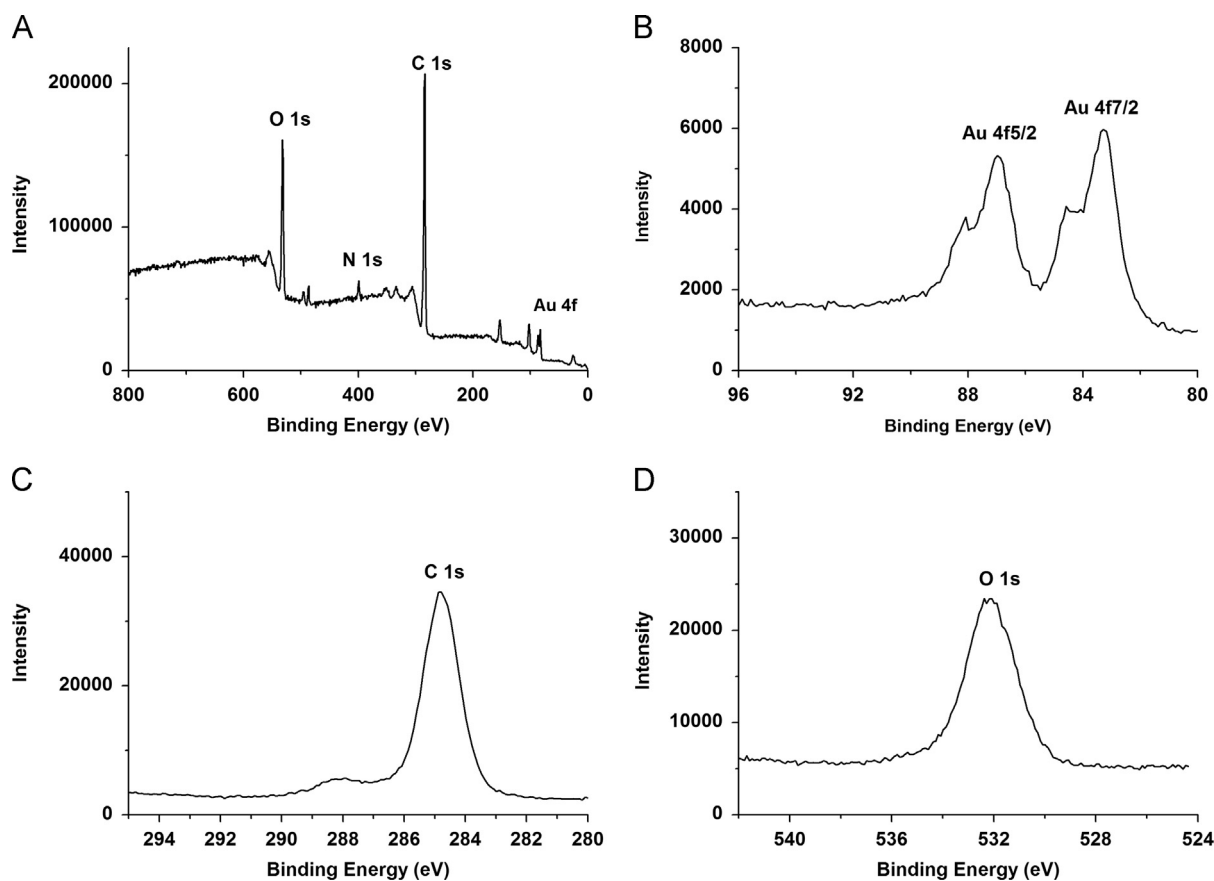 A
B
200000
100000
0
Intensity
O 1s
C 1s
N 1s
Au 4f
800
600
400
200
0
Binding Energy (eV)
8000
6000
4000
2000
0
Intensity
Au 4f5/2
Au 4f7/2
96
92
88
84
80
Binding Energy (eV)
C
D
40000
20000
0
Intensity
C 1s
294
292
290
288
286
284
282
280
Binding Energy (eV)
30000
20000
10000
0
Intensity
O 1s
540
536
532
528
524
Binding Energy (eV)